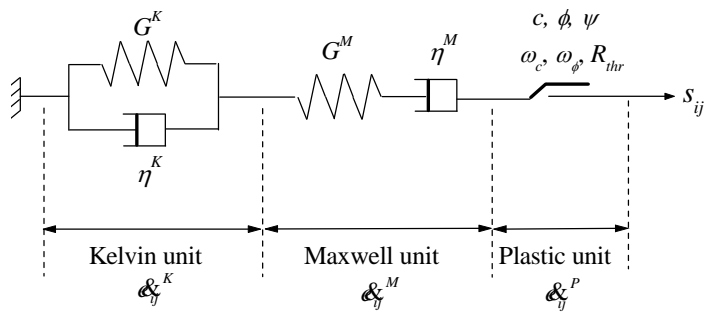 c, ϕ, ψ
G^K
G^M
η^M
ω_c, ω_ϕ, R_thr
s_ij
η^K
Kelvin unit
Maxwell unit
Plastic unit
e&_ij^K
e&_ij^M
e&_ij^P